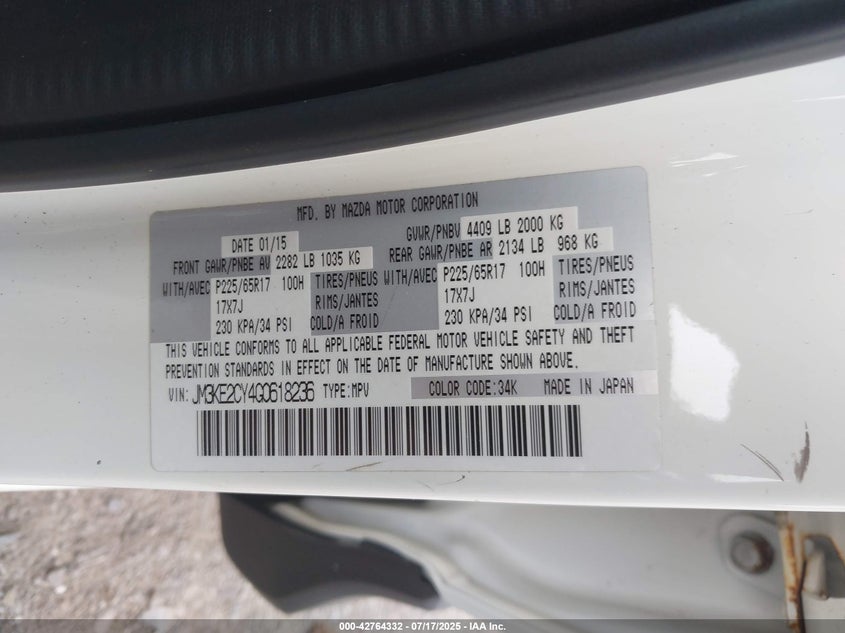 MFD. BY MAZDA MOTOR CORPORATION
DATE 01/15 GVWR/PNBV 4409 LB 2000 KG
FRONT GAWR/PNBE AV 2282 LB 1035 KG REAR GAWR/PNBE AR 2134 LB 968 KG
WITH/AVEC P225/65R17 100H TIRES/PNEUS WITH/AVEC P225/65R17 100H TIRES/PNEUS
17X7J RIMS/JANTES 17X7J RIMS/JANTES
230 KPA/34 PSI COLD/A FROID 230 KPA/34 PSI COLD/A FROID
THIS VEHICLE CONFORMS TO ALL APPLICABLE FEDERAL MOTOR VEHICLE SAFETY AND THEFT
PREVENTION STANDARDS IN EFFECT ON THE DATE OF MANUFACTURE SHOWN ABOVE.
VIN: JM3KE2CY4G0618236 TYPE:MPV COLOR CODE:34K MADE IN JAPAN
000-42764332 - 07/17/2025 - IAA Inc.